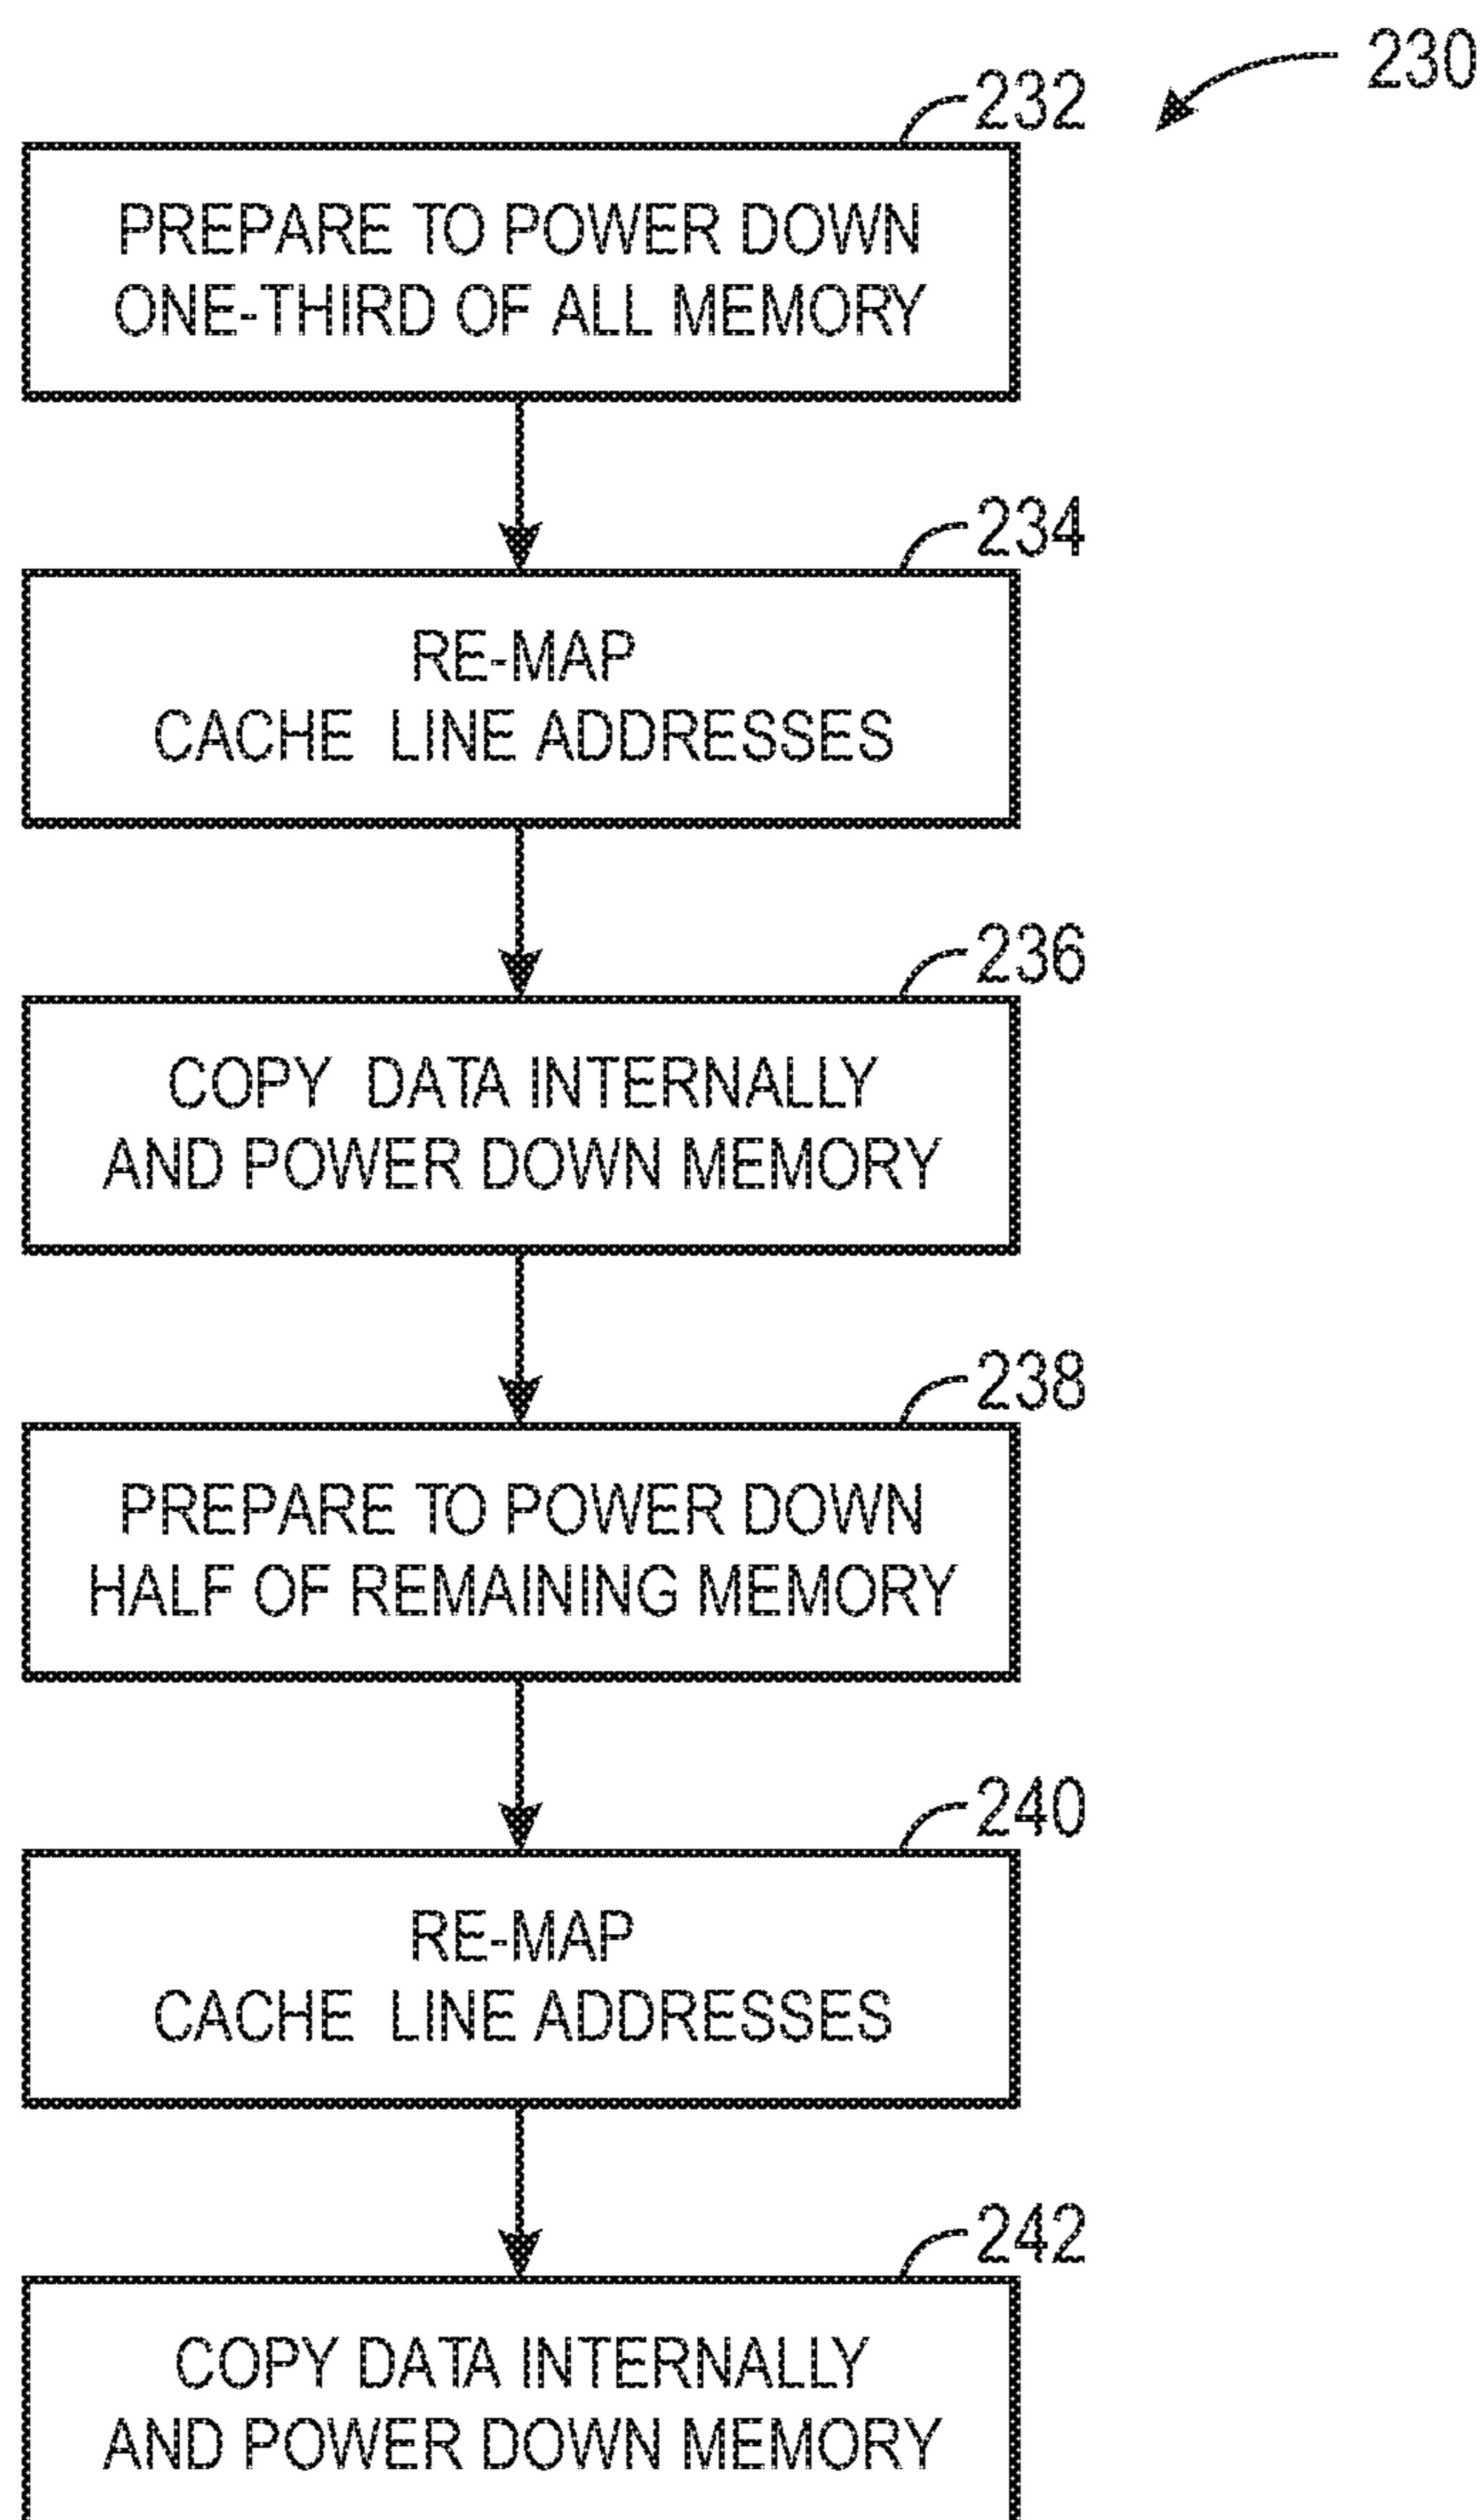 230
232
PREPARE TO POWER DOWN
ONE-THIRD OF ALL MEMORY
234
RE-MAP
CACHE LINE ADDRESSES
236
COPY DATA INTERNALLY
AND POWER DOWN MEMORY
238
PREPARE TO POWER DOWN
HALF OF REMAINING MEMORY
240
RE-MAP
CACHE LINE ADDRESSES
242
COPY DATA INTERNALLY
AND POWER DOWN MEMORY